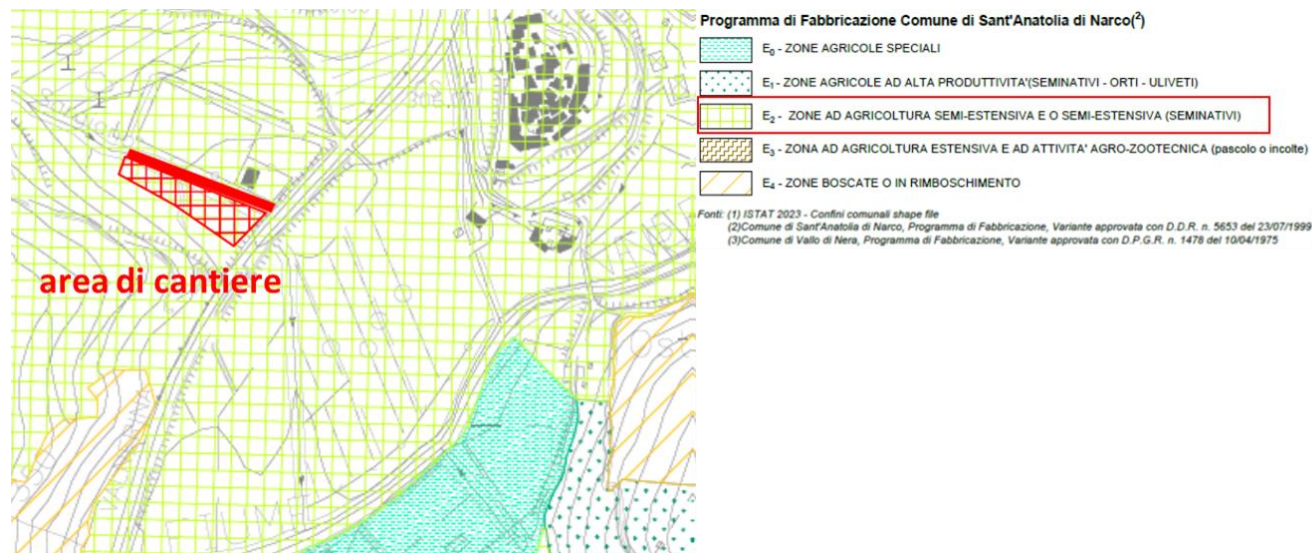 area di cantiere
Programma di Fabbricazione Comune di Sant'Anatolia di Narco(²)
E₀ - ZONE AGRICOLE SPECIALI
E₁ - ZONE AGRICOLE AD ALTA PRODUTTIVITA'(SEMINATIVI - ORTI - ULIVETI)
E₂ - ZONE AD AGRICOLTURA SEMI-ESTENSIVA E O SEMI-ESTENSIVA (SEMINATIVI)
E₃ - ZONA AD AGRICOLTURA ESTENSIVA E AD ATTIVITA' AGRO-ZOOTECNICA (pascolo o incolte)
E₄ - ZONE BOSCATE O IN RIMBOSCHIMENTO
Fonti: (1) ISTAT 2023 - Confini comunali shape file
(2)Comune di Sant'Anatolia di Narco, Programma di Fabbricazione, Variante approvata con D.D.R. n. 5653 del 23/07/1999
(3)Comune di Vallo di Nera, Programma di Fabbricazione, Variante approvata con D.P.G.R. n. 1478 del 10/04/1975